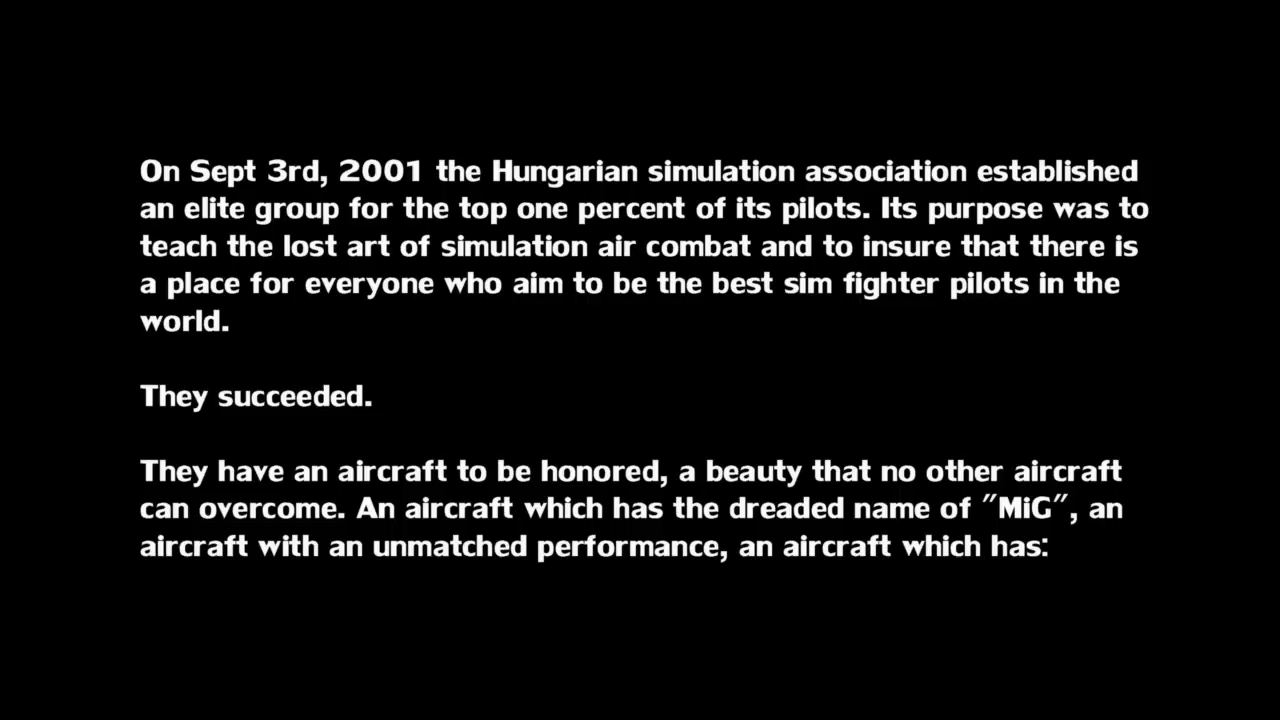 On Sept 3rd, 2001 the Hungarian simulation association established
an elite group for the top one percent of its pilots. Its purpose was to
teach the lost art of simulation air combat and to insure that there is
a place for everyone who aim to be the best sim fighter pilots in the
world.
They succeeded.
They have an aircraft to be honored, a beauty that no other aircraft
can overcome. An aircraft which has the dreaded name of "MiG", an
aircraft with an unmatched performance, an aircraft which has: